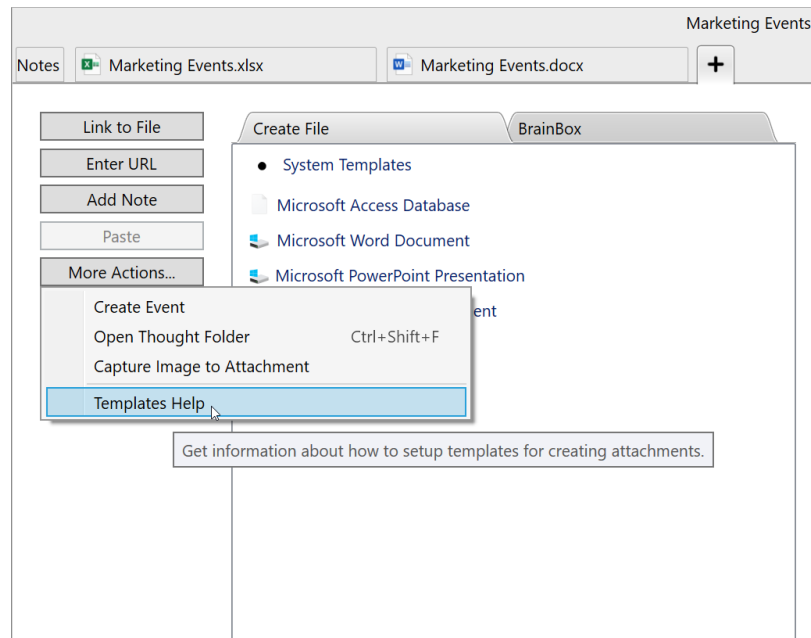 Marketing Events
Notes
Marketing Events.xlsx
Marketing Events.docx
Link to File
Enter URL
Add Note
Paste
More Actions...
Create File
BrainBox
System Templates
Microsoft Access Database
Microsoft Word Document
Microsoft PowerPoint Presentation
ent
Create Event
Open Thought Folder Ctrl+Shift+F
Capture Image to Attachment
Templates Help
Get information about how to setup templates for creating attachments.